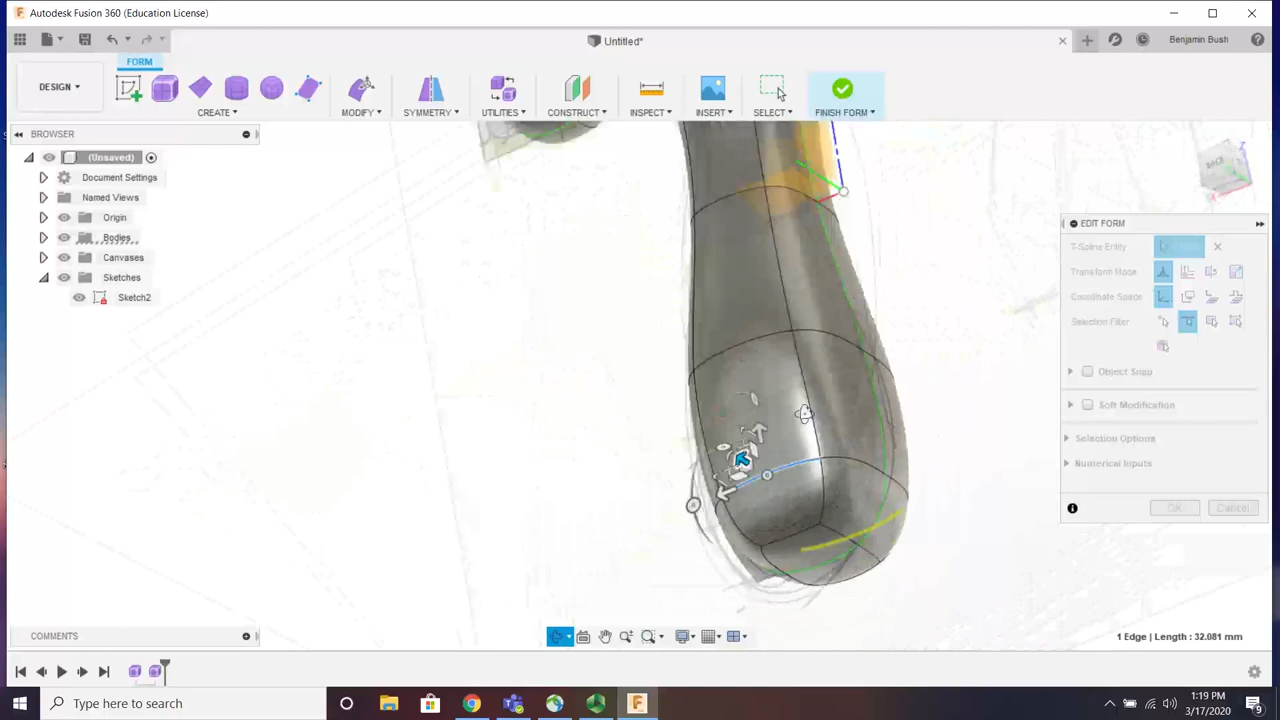 Autodesk Fusion 360 (Education License)
Untitled*
Benjamin Bush
FORM
DESIGN
CREATE
MODIFY
SYMMETRY
UTILITIES
CONSTRUCT
INSPECT
INSERT
SELECT
FINISH FORM
BROWSER
(Unsaved)
Document Settings
Named Views
Origin
Bodies
Canvases
Sketches
Sketch2
EDIT FORM
T-Spline Entity
Transform Mode
Coordinate Space
Selection Filter
Object Snap
Soft Modification
Selection Options
Numerical Inputs
OK
Cancel
COMMENTS
1 Edge | Length : 32.081 mm
Type here to search
1:19 PM
3/17/2020